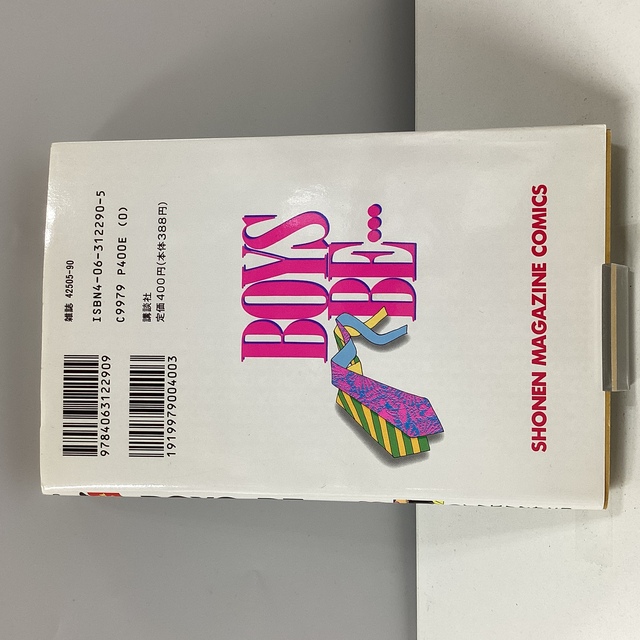 雑誌 42505-90
ISBN4-06-312290-5
C9979 P400E (0)
講談社
定価400円(本体388円)
9784063122909
1919979004003
BOYS
BE...
SHONEN MAGAZINE COMICS